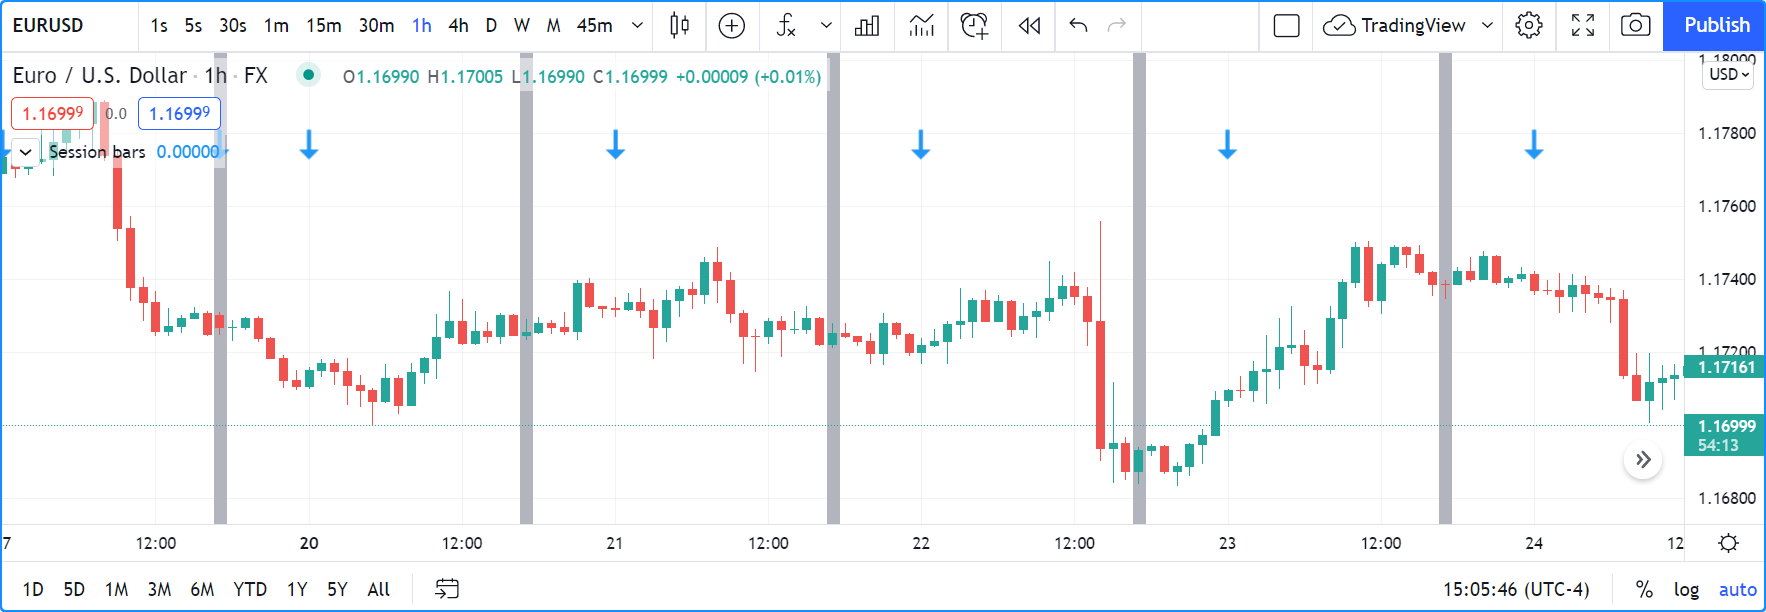 EURUSD 1s 5s 30s 1m 15m 30m 1h 4h D W M 45m TradingView Publish
Euro / U.S. Dollar · 1h · FX O1.16990 H1.17005 L1.16990 C1.16999 +0.00009 (+0.01%)
1.16999 0.0 1.16999
Session bars 0.00000
1.18000
USD
1.17800
1.17600
1.17400
1.17200
1.17161
1.16999
54:13
1.16800
7 12:00 20 12:00 21 12:00 22 12:00 23 12:00 24 12
1D 5D 1M 3M 6M YTD 1Y 5Y All 15:05:46 (UTC-4) % log auto